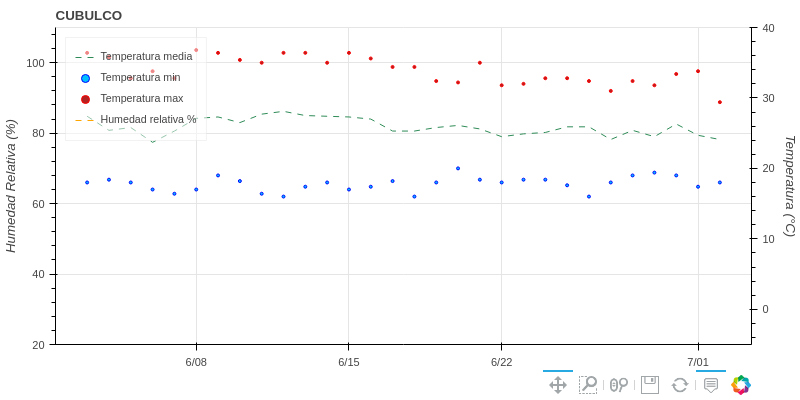 CUBULCO
Temperatura media
Temperatura min
Temperatura max
Humedad relativa %
Humedad Relativa (%)
100
80
60
40
20
40
30
20
10
0
Temperatura (°C)
6/08
6/15
6/22
7/01